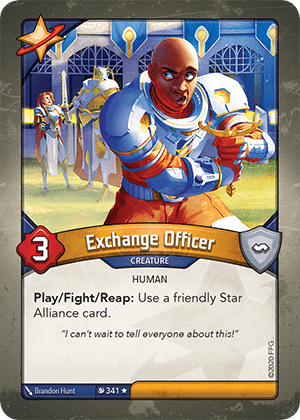 3
Exchange Officer
CREATURE
HUMAN
Play/Fight/Reap: Use a friendly Star
Alliance card.
“I can’t wait to tell everyone about this!”
Brandon Hunt
341 ★
©2020 FFG